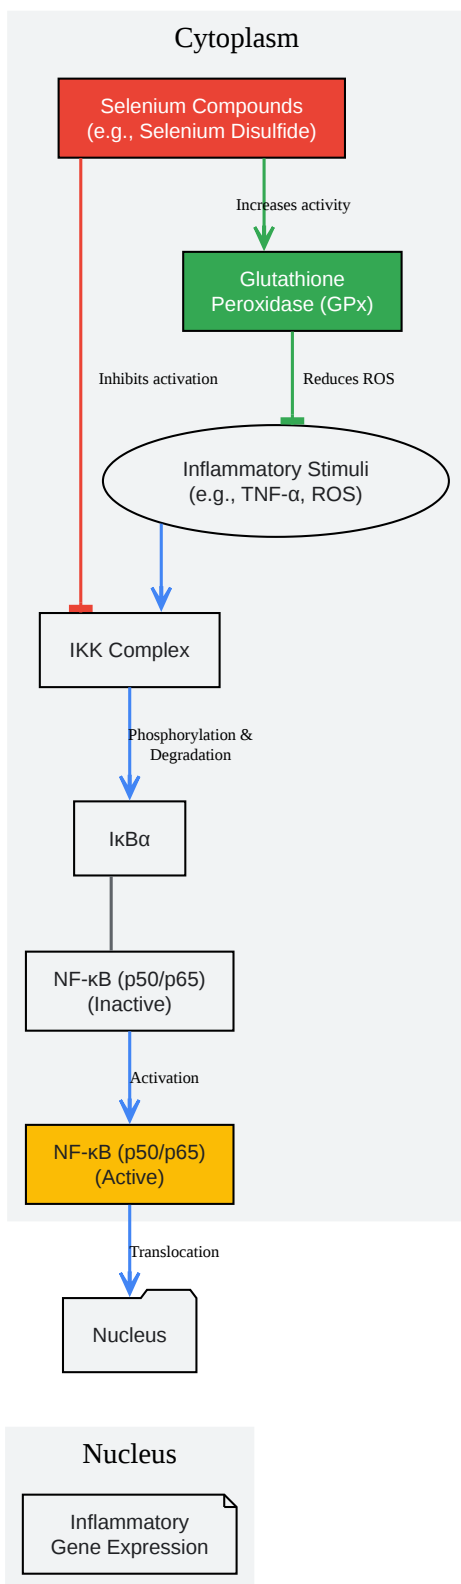 Cytoplasm
Selenium Compounds
(e.g., Selenium Disulfide)
Increases activity
Glutathione
Peroxidase (GPx)
Inhibits activation
Reduces ROS
Inflammatory Stimuli
(e.g., TNF-α, ROS)
IKK Complex
Phosphorylation &
Degradation
IκBα
NF-κB (p50/p65)
(Inactive)
Activation
NF-κB (p50/p65)
(Active)
Translocation
Nucleus
Nucleus
Inflammatory
Gene Expression